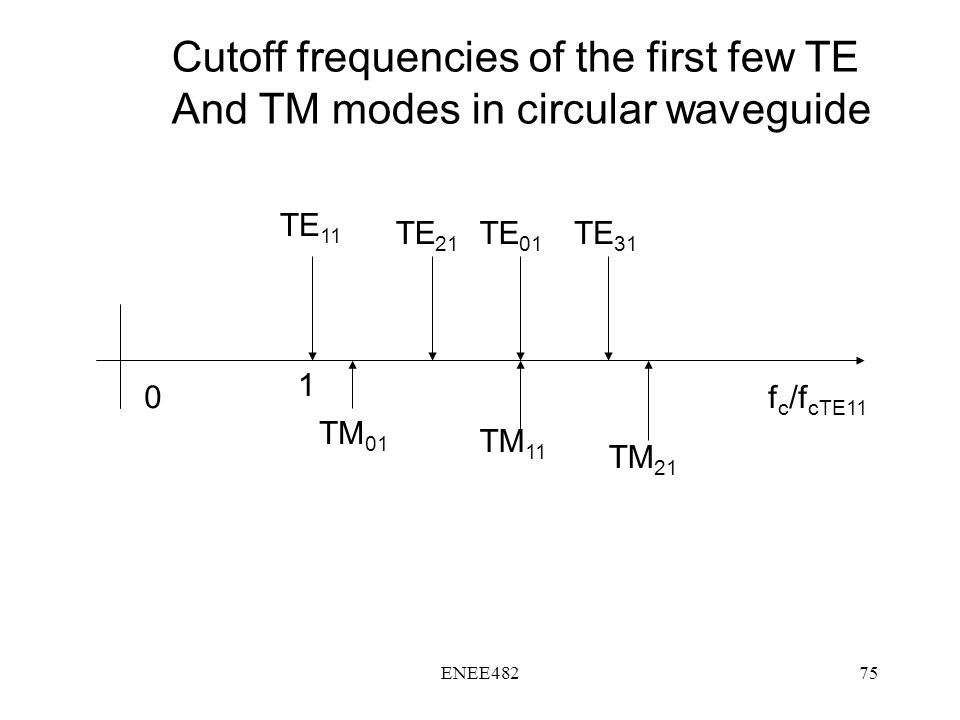 Cutoff frequencies of the first few TE
And TM modes in circular waveguide
TE11
TE21 TE01 TE31
1
0
fc/fcTE11
TM01
TM11
TM21
ENEE482
75